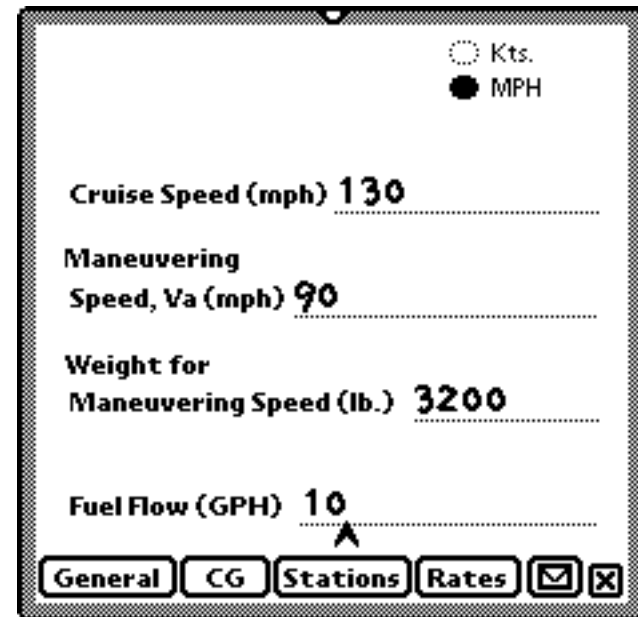 Kts.
MPH
Cruise Speed (mph) 130
Maneuvering
Speed, Va (mph) 90
Weight for
Maneuvering Speed (lb.) 3200
Fuel Flow (GPH) 10
General CG Stations Rates